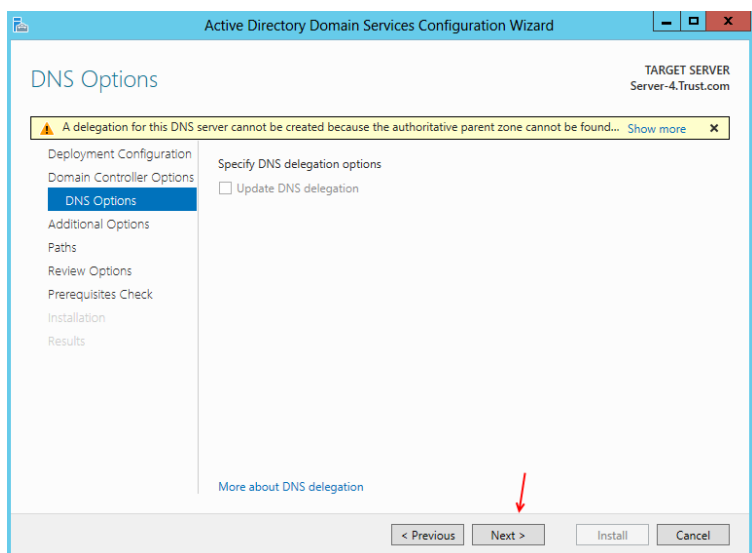 Active Directory Domain Services Configuration Wizard
DNS Options
TARGET SERVER
Server-4.Trust.com
A delegation for this DNS server cannot be created because the authoritative parent zone cannot be found... Show more
Deployment Configuration
Domain Controller Options
DNS Options
Additional Options
Paths
Review Options
Prerequisites Check
Installation
Results
Specify DNS delegation options
Update DNS delegation
More about DNS delegation
< Previous
Next >
Install
Cancel